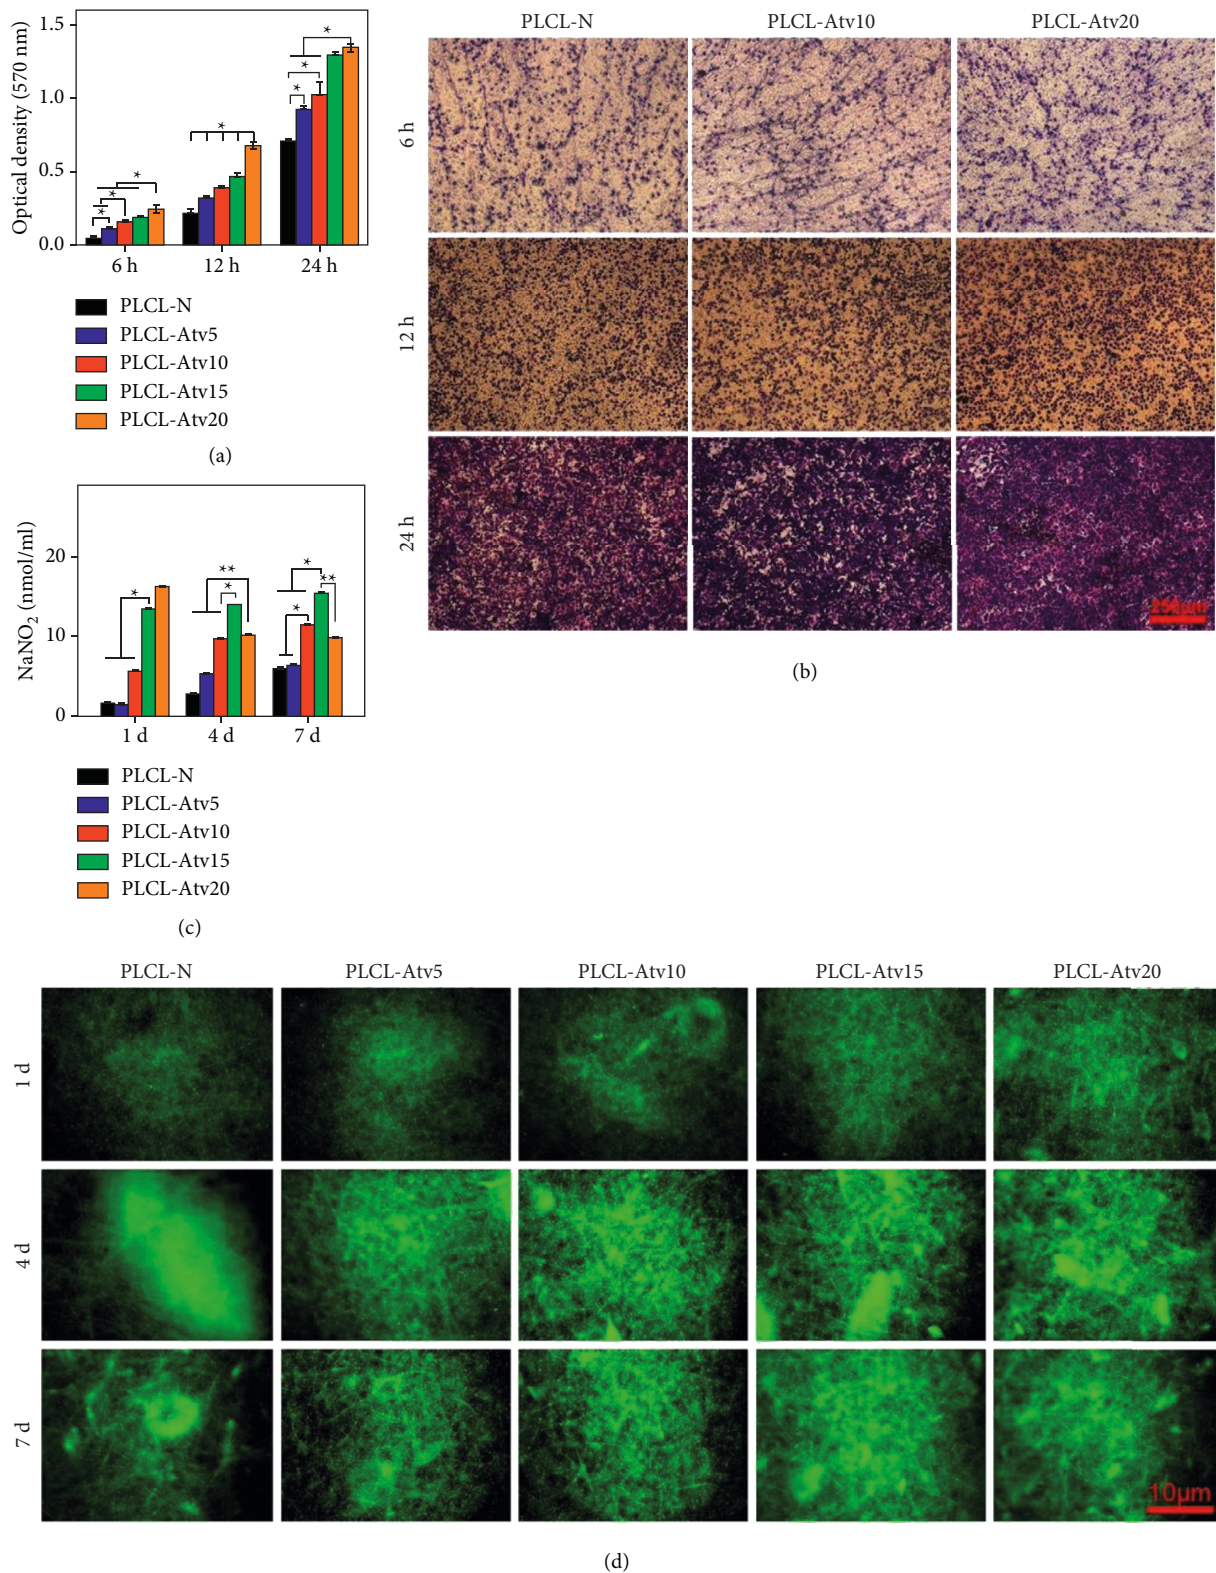 Optical density (570 nm)
1.5
1.0
0.5
0.0
*
*
*
*
*
*
*
6 h
12 h
24 h
PLCL-N
PLCL-Atv5
PLCL-Atv10
PLCL-Atv15
PLCL-Atv20
(a)
PLCL-N PLCL-Atv10 PLCL-Atv20
6 h
12 h
24 h
250μm
(b)
NaNO2 (nmol/ml)
20
10
0
*
**
*
*
**
*
1 d
4 d
7 d
PLCL-N
PLCL-Atv5
PLCL-Atv10
PLCL-Atv15
PLCL-Atv20
(c)
PLCL-N PLCL-Atv5 PLCL-Atv10 PLCL-Atv15 PLCL-Atv20
1 d
4 d
7 d
10μm
(d)